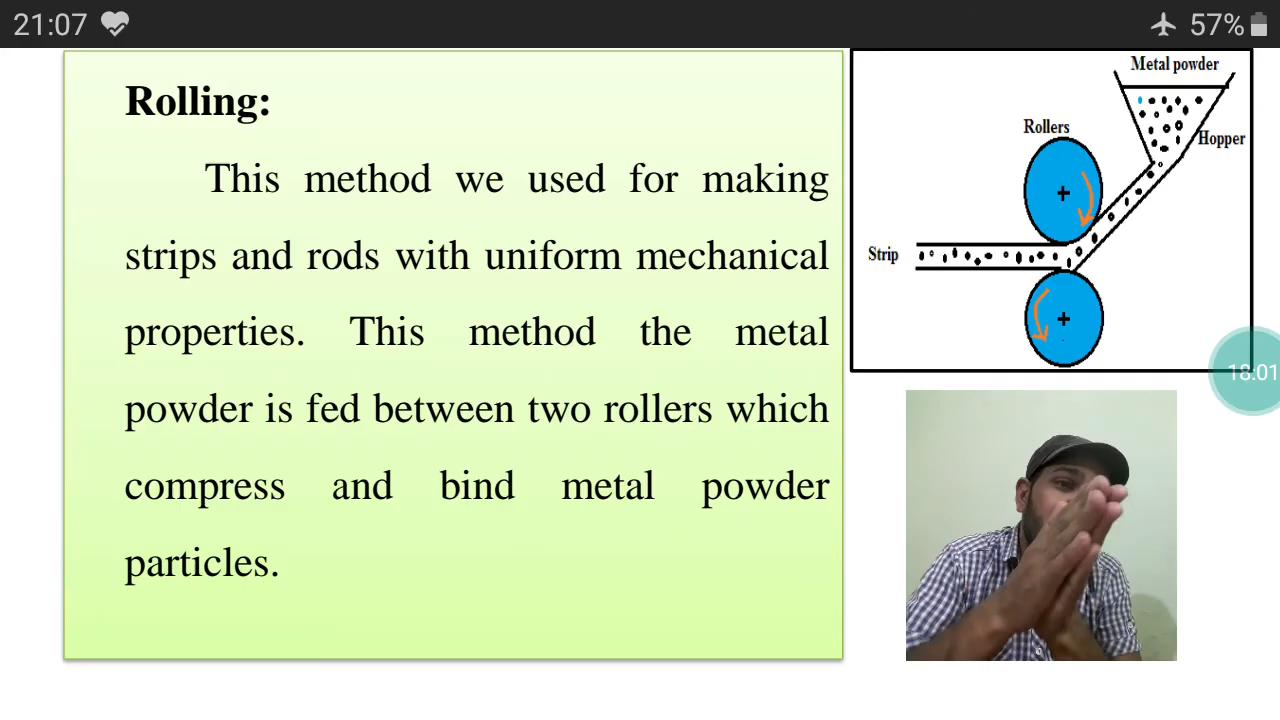 21:07
57%
Rolling:
This method we used for making
strips and rods with uniform mechanical
properties. This method the metal
powder is fed between two rollers which
compress and bind metal powder
particles.
Metal powder
Rollers
Hopper
Strip
18:01